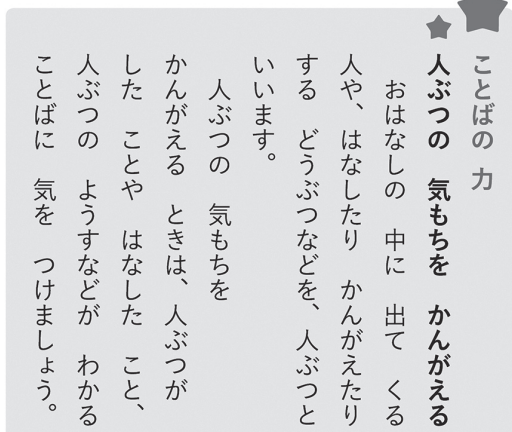 ことばの 力
人ぶつの 気もちを かんがえる
おはなしの 中に 出て くる
人や、はなしたり かんがえたり
する どうぶつなどを、人ぶつと
いいます。
人ぶつの 気もちを
かんがえる ときは、人ぶつが
した ことや はなした こと、
人ぶつの ようすなどが わかる
ことばに 気を つけましょう。